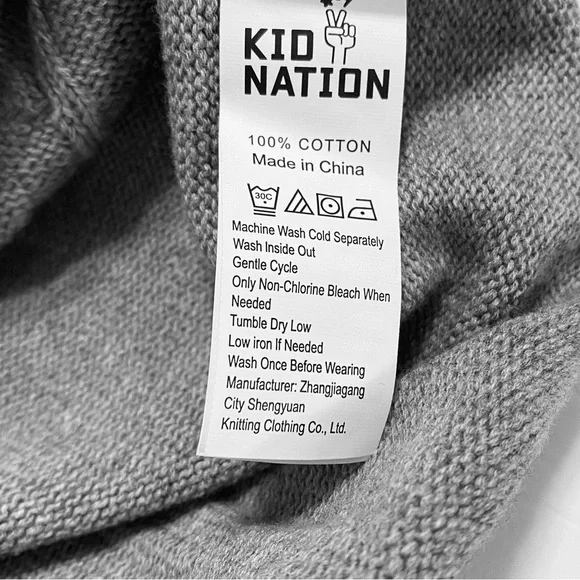 KID
NATION
100% COTTON
Made in China
30C
Machine Wash Cold Separately
Wash Inside Out
Gentle Cycle
Only Non-Chlorine Bleach When
Needed
Tumble Dry Low
Low iron If Needed
Wash Once Before Wearing
Manufacturer: Zhangjiagang
City Shengyuan
Knitting Clothing Co., Ltd.